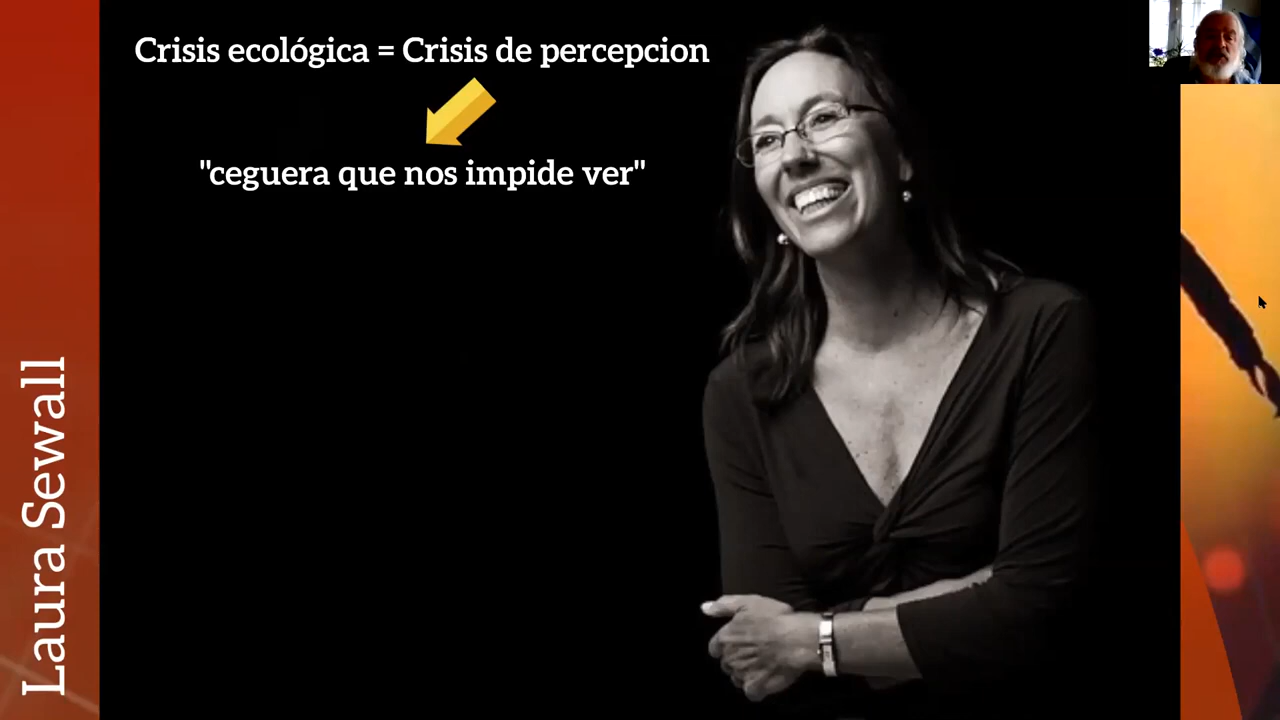 Crisis ecológica = Crisis de percepcion
"ceguera que nos impide ver"
Laura Sewall